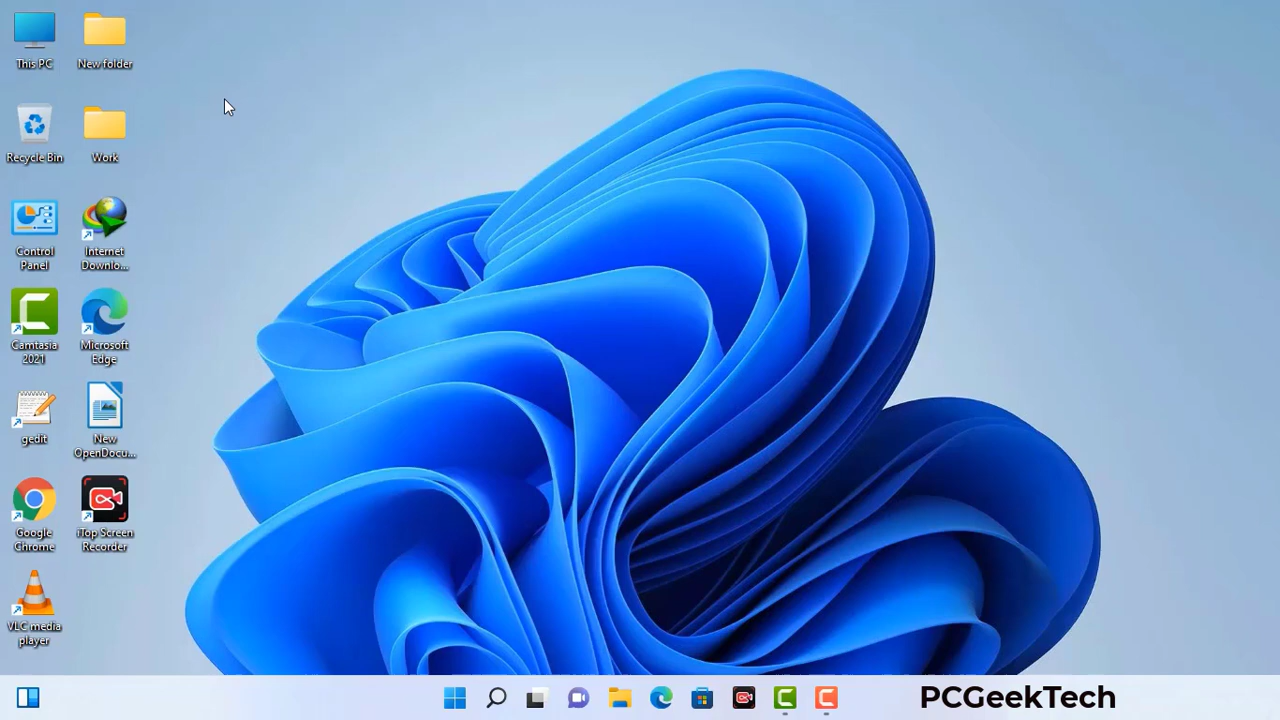 This PC
New folder
Recycle Bin
Work
Control
Panel
Internet
Downlo...
Camtasia
2021
Microsoft
Edge
gedit
New
OpenDocu...
Google
Chrome
iTop Screen
Recorder
VLC media
player
PCGeekTech